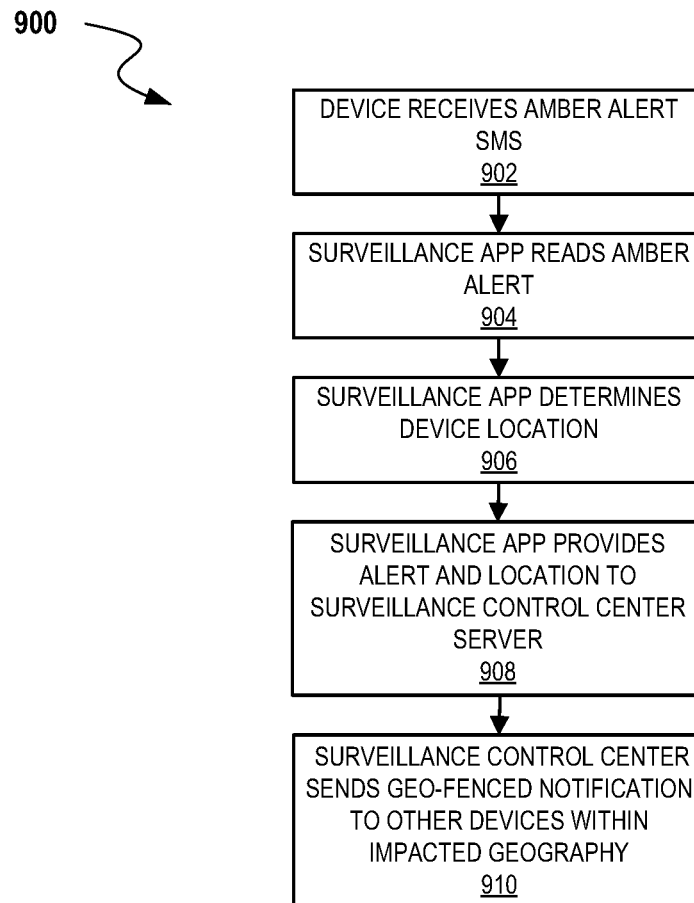 900
DEVICE RECEIVES AMBER ALERT
SMS
902
SURVEILLANCE APP READS AMBER
ALERT
904
SURVEILLANCE APP DETERMINES
DEVICE LOCATION
906
SURVEILLANCE APP PROVIDES
ALERT AND LOCATION TO
SURVEILLANCE CONTROL CENTER
SERVER
908
SURVEILLANCE CONTROL CENTER
SENDS GEO-FENCED NOTIFICATION
TO OTHER DEVICES WITHIN
IMPACTED GEOGRAPHY
910